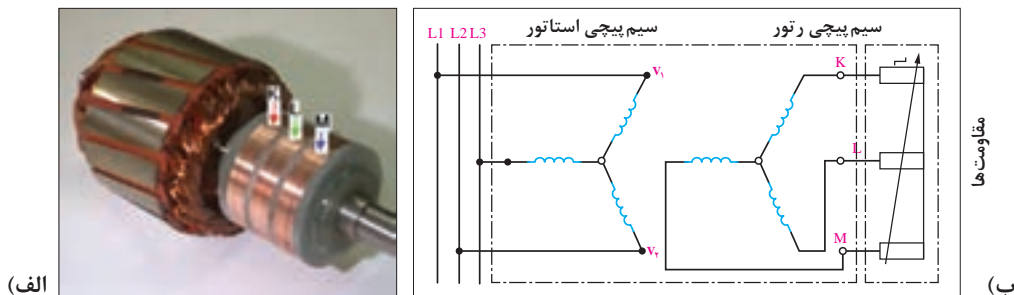 سیم پیچی استاتور
سیم پیچی رتور
L1 L2 L3
V۱
K
L
M
V۲
مقاومت‌ها
K
L
M
الف)
ب)